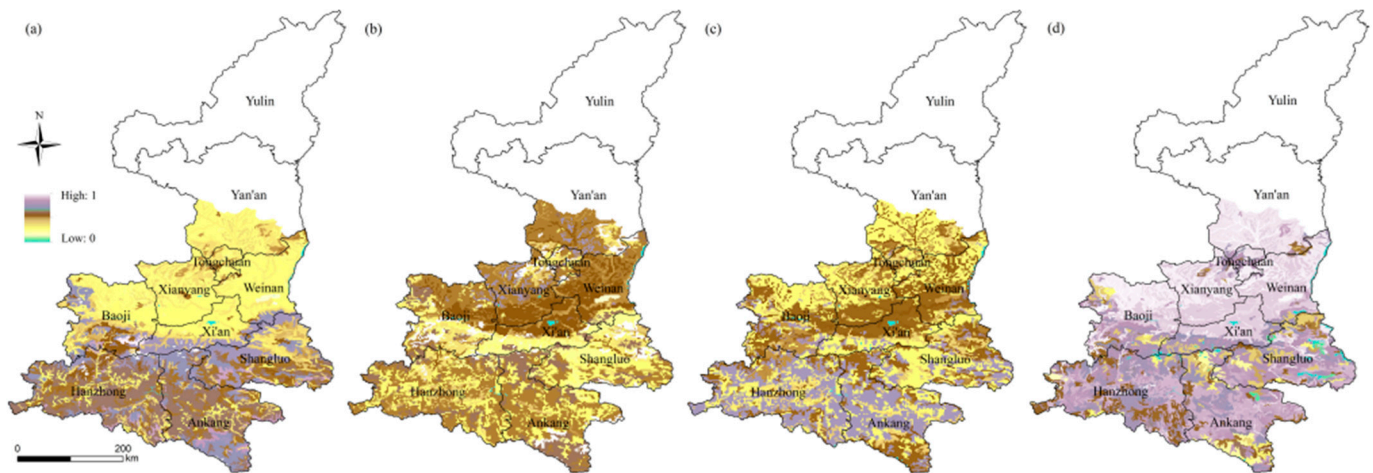 (a)
(b)
(c)
(d)
N
High: 1
Low: 0
Yulin
Yan'an
Tongchuan
Xianyang
Weinan
Baoji
Xi'an
Shangluo
Hanzhong
Ankang
0
200
km
Yulin
Yan'an
Tongchuan
Xianyang
Weinan
Baoji
Xi'an
Shangluo
Hanzhong
Ankang
Yulin
Yan'an
Tongchuan
Xianyang
Weinan
Baoji
Xi'an
Shangluo
Hanzhong
Ankang
Yulin
Yan'an
Tongchuan
Xianyang
Weinan
Baoji
Xi'an
Shangluo
Hanzhong
Ankang